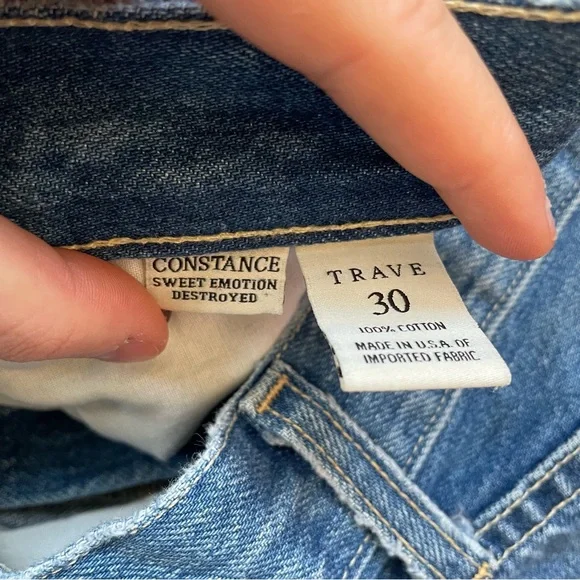 CONSTANCE
SWEET EMOTION
DESTROYED
TRAVE
30
100% COTTON
MADE IN U.S.A. OF
IMPORTED FABRIC